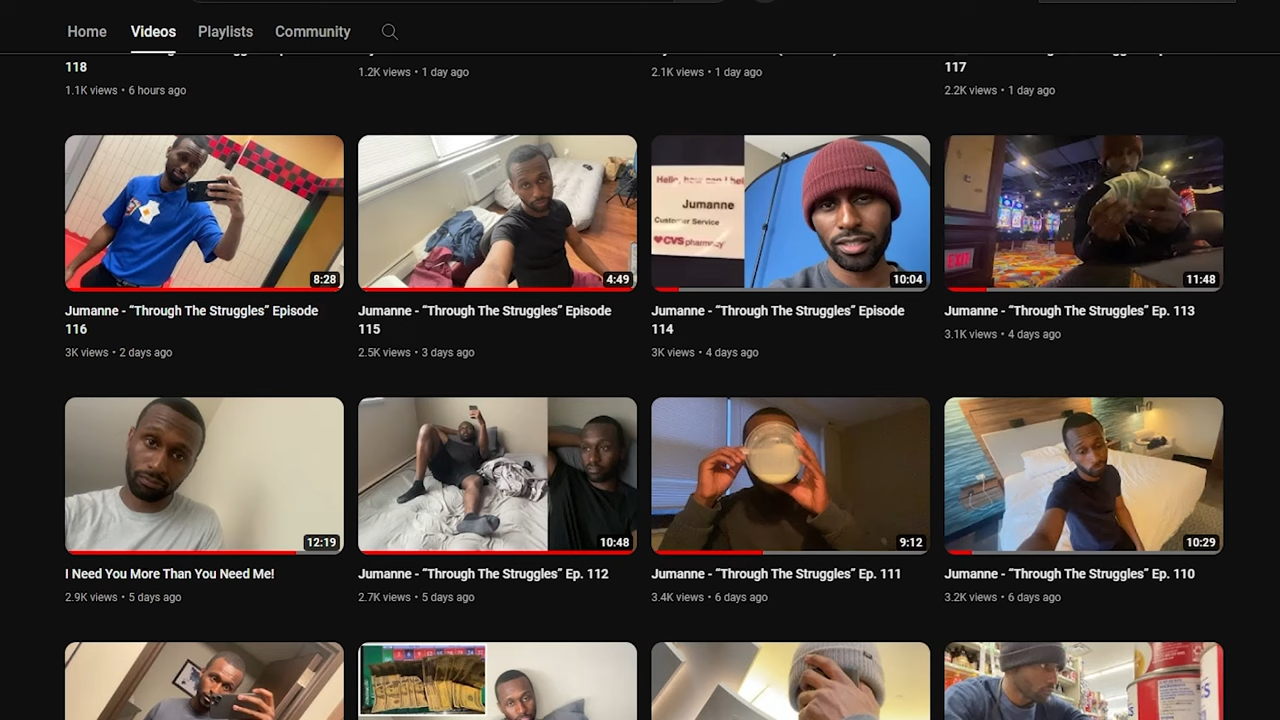 Home Videos Playlists Community
118
1.1K views • 6 hours ago
1.2K views • 1 day ago
2.1K views • 1 day ago
117
2.2K views • 1 day ago
8:28
4:49
Hello, how can I hel
Jumanne
Customer Service
CVS pharmacy
10:04
EXIT
11:48
Jumanne - “Through The Struggles” Episode
116
3K views • 2 days ago
Jumanne - “Through The Struggles” Episode
115
2.5K views • 3 days ago
Jumanne - “Through The Struggles” Episode
114
3K views • 4 days ago
Jumanne - “Through The Struggles” Ep. 113
3.1K views • 4 days ago
12:19
10:48
9:12
10:29
I Need You More Than You Need Me!
2.9K views • 5 days ago
Jumanne - “Through The Struggles” Ep. 112
2.7K views • 5 days ago
Jumanne - “Through The Struggles” Ep. 111
3.4K views • 6 days ago
Jumanne - “Through The Struggles” Ep. 110
3.2K views • 6 days ago